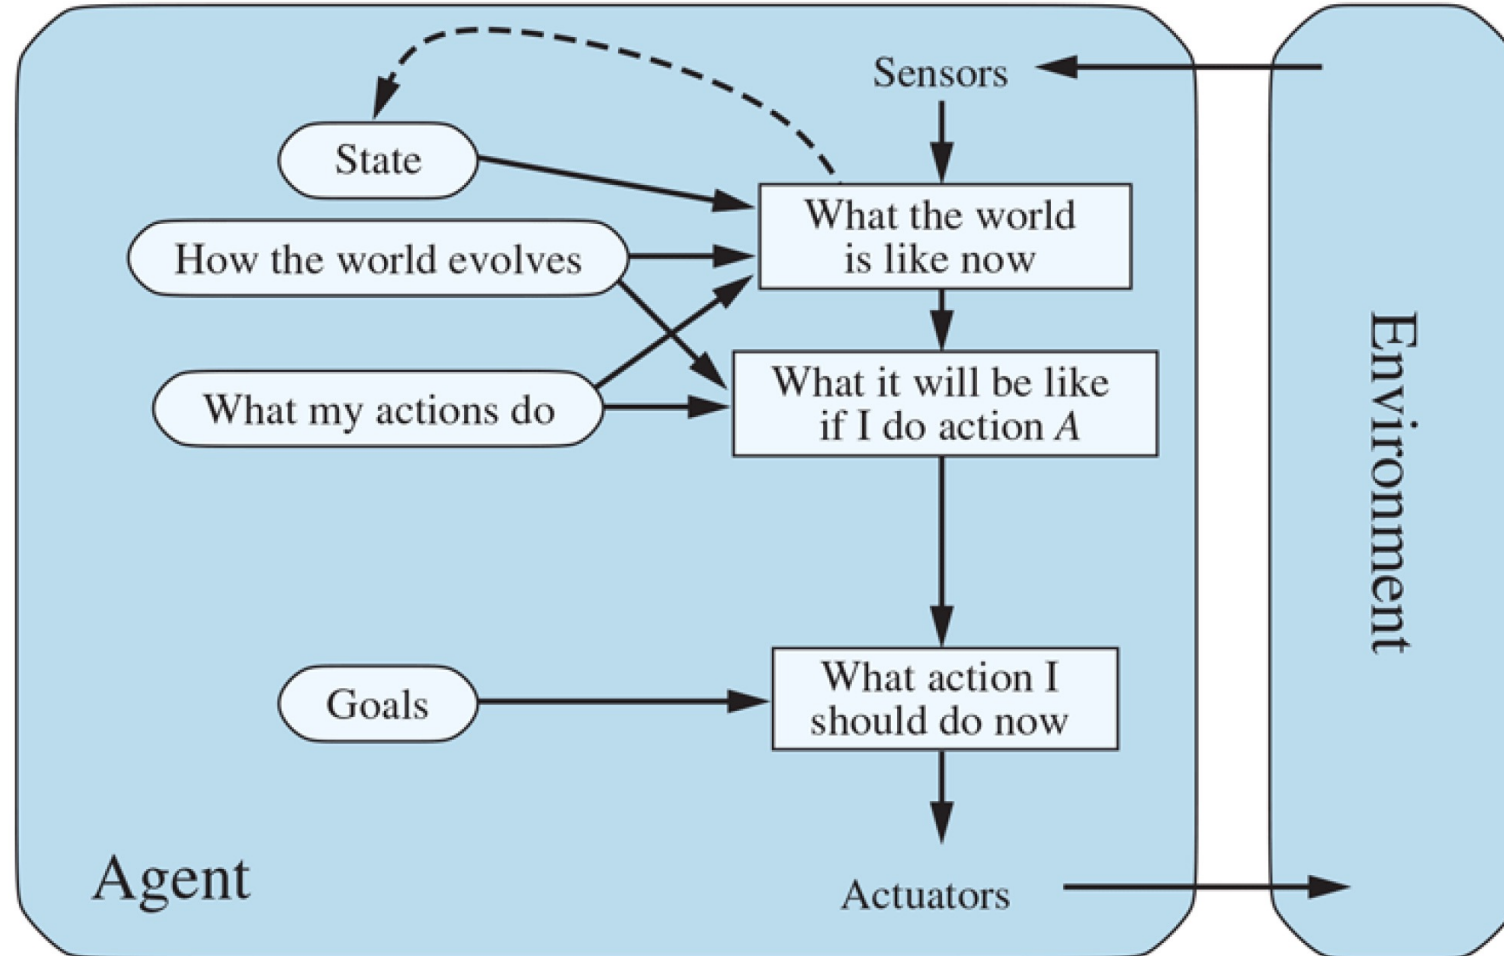 Sensors
State
What the world
is like now
How the world evolves
What it will be like
if I do action A
What my actions do
Environment
Goals
What action I
should do now
Agent
Actuators